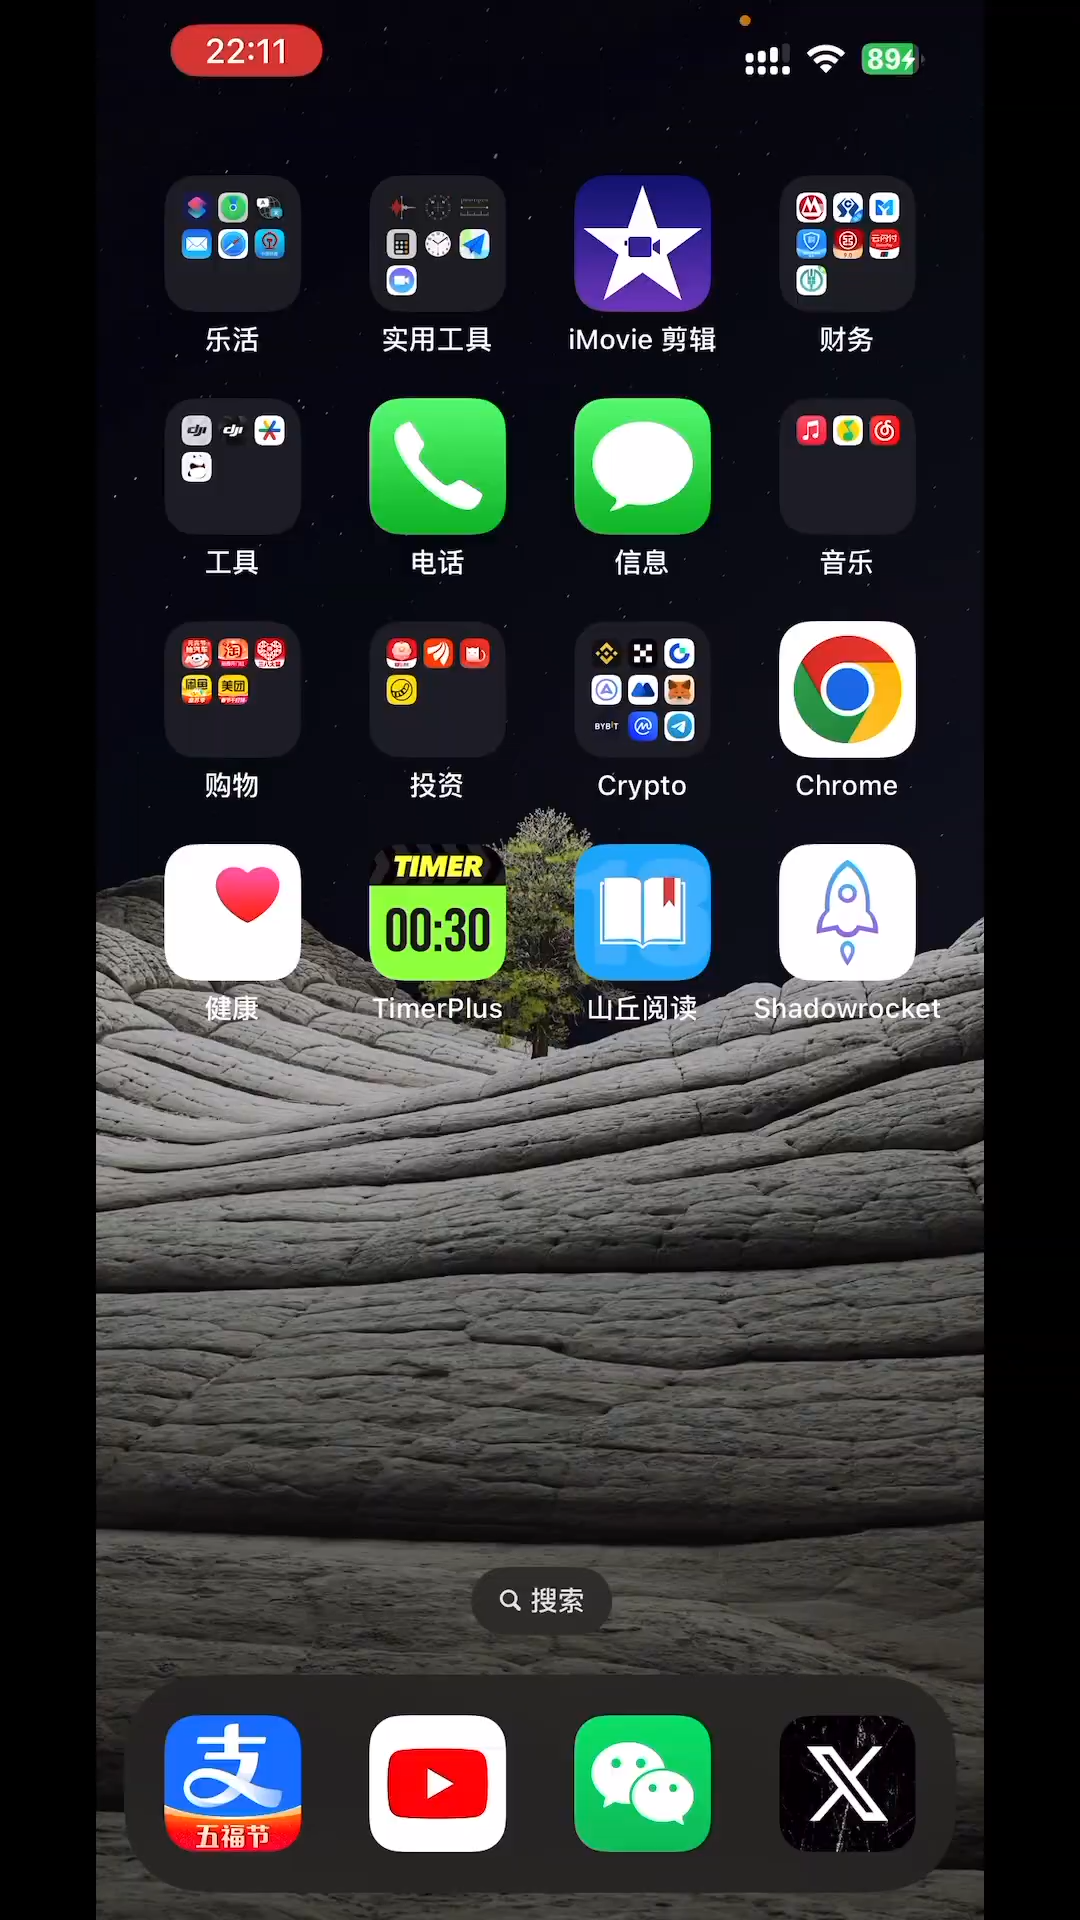 22:11
89
乐活
实用工具
iMovie 剪辑
财务
工具
电话
信息
音乐
购物
投资
Crypto
Chrome
TIMER
00:30
健康
TimerPlus
山丘阅读
Shadowrocket
搜索
支
五福节